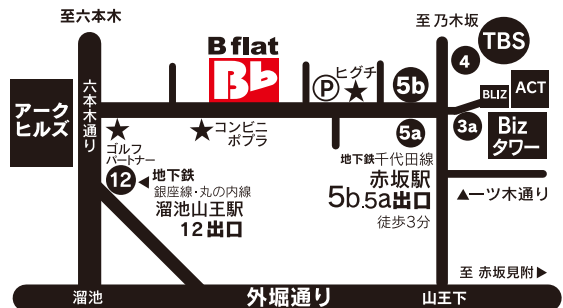 至六本木
至乃木坂
B flat
Bb
TBS
4
ヒグチ
P
5b
BLIZ
ACT
アーク
ヒルズ
六本木通り
ゴルフ
パートナー
コンビニ
ポプラ
5a
3a
Biz
タワー
12
地下鉄
銀座線・丸の内線
溜池山王駅
12出口
地下鉄千代田線
赤坂駅
5b.5a出口
徒歩3分
▲一ツ木通り
至 赤坂見附▶
溜池
外堀通り
山王下